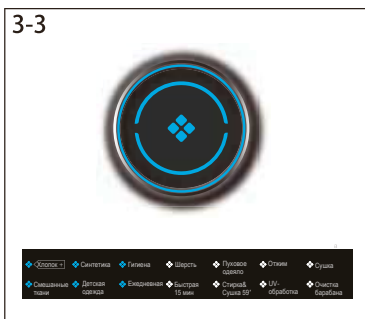 3-3
Хлопок +
Синтетика
Гигиена
Шерсть
Пуховое
одеяло
Отжим
Сушка
Смешанные
ткани
Детская
одежда
Ежедневная
Быстрая
15 мин
Стирка&
Сушка 59'
UV-
обработка
Очистка
барабана